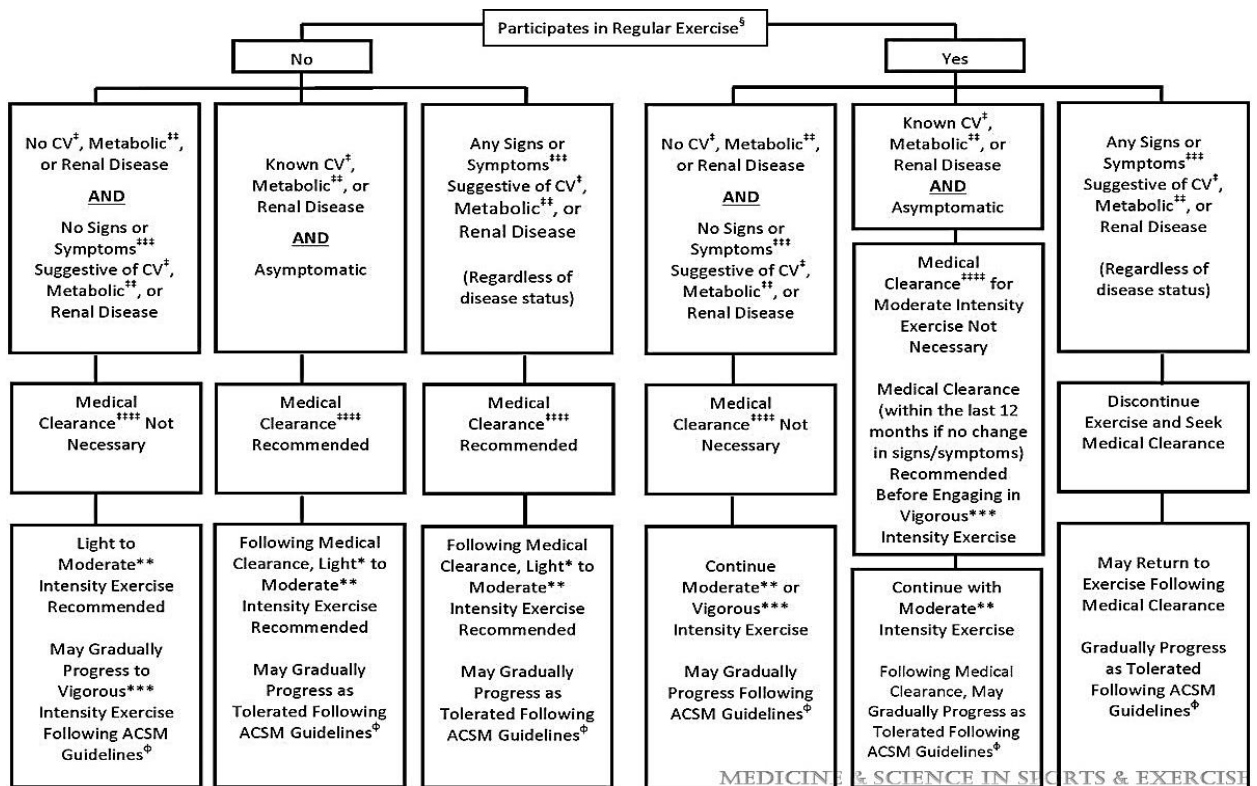 Participates in Regular Exercise§
No
Yes
No CV‡, Metabolic‡‡,
or Renal Disease
AND
No Signs or
Symptoms‡‡‡
Suggestive of CV‡,
Metabolic‡‡, or
Renal Disease
Medical
Clearance‡‡‡‡ Not
Necessary
Light to
Moderate**
Intensity Exercise
Recommended
May Gradually
Progress to
Vigorous***
Intensity Exercise
Following ACSM
GuidelinesΦ
Known CV‡,
Metabolic‡‡, or
Renal Disease
AND
Asymptomatic
Medical
Clearance‡‡‡‡
Recommended
Following Medical
Clearance, Light* to
Moderate**
Intensity Exercise
Recommended
May Gradually
Progress as
Tolerated Following
ACSM GuidelinesΦ
Any Signs or
Symptoms‡‡‡
Suggestive of CV‡,
Metabolic‡‡, or
Renal Disease
(Regardless of
disease status)
Medical
Clearance‡‡‡‡
Recommended
Following Medical
Clearance, Light* to
Moderate**
Intensity Exercise
Recommended
May Gradually
Progress as
Tolerated Following
ACSM GuidelinesΦ
No CV‡, Metabolic‡‡,
or Renal Disease
AND
No Signs or
Symptoms‡‡‡
Suggestive of CV‡,
Metabolic‡‡, or
Renal Disease
Medical
Clearance‡‡‡‡ Not
Necessary
Continue
Moderate** or
Vigorous***
Intensity Exercise
May Gradually
Progress Following
ACSM GuidelinesΦ
Known CV‡,
Metabolic‡‡, or
Renal Disease
AND
Asymptomatic
Medical
Clearance‡‡‡‡ for
Moderate Intensity
Exercise Not
Necessary
Medical Clearance
(within the last 12
months if no change
in signs/symptoms)
Recommended
Before Engaging in
Vigorous***
Intensity Exercise
Continue with
Moderate**
Intensity Exercise
Following Medical
Clearance, May
Gradually Progress as
Tolerated Following
ACSM GuidelinesΦ
Any Signs or
Symptoms‡‡‡
Suggestive of CV‡,
Metabolic‡‡, or
Renal Disease
(Regardless of
disease status)
Discontinue
Exercise and Seek
Medical Clearance
May Return to
Exercise Following
Medical Clearance
Gradually Progress
as Tolerated
Following ACSM
GuidelinesΦ
MEDICINE & SCIENCE IN SPORTS & EXERCISE